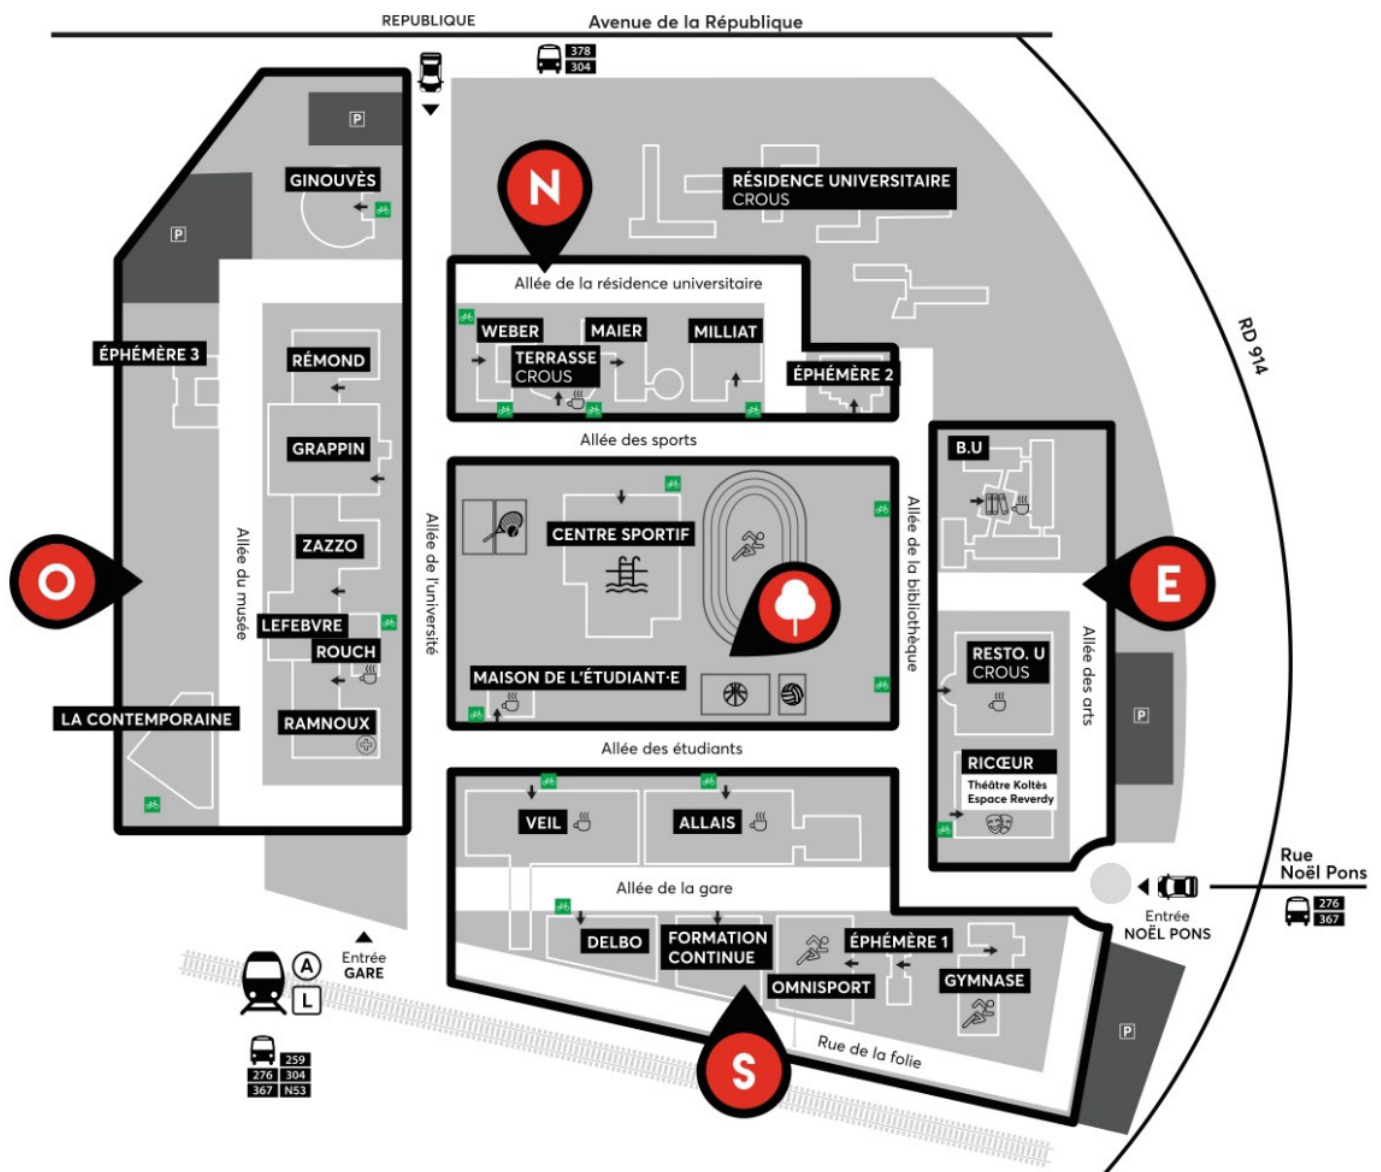 REPUBLIQUE
Avenue de la République
378
304
P
GINOUVÈS
P
N
RÉSIDENCE UNIVERSITAIRE
CROUS
Allée de la résidence universitaire
WEBER
MAIER
MILLIAT
TERRASSE
CROUS
ÉPHÉMÈRE 2
RD 914
ÉPHÉMÈRE 3
RÉMOND
GRAPPIN
Allée des sports
B.U
CENTRE SPORTIF
ZAZZO
O
E
Allée du musée
Allée de l'université
Allée de la bibliothèque
Allée des arts
LEFEBVRE
ROUCH
RESTO. U
CROUS
MAISON DE L'ÉTUDIANT·E
LA CONTEMPORAINE
RAMNOUX
P
Allée des étudiants
RICŒUR
Théâtre Koltès
Espace Reverdy
VEIL
ALLAIS
Allée de la gare
Rue
Noël Pons
276
367
Entrée
NOËL PONS
DELBO
FORMATION
CONTINUE
ÉPHÉMÈRE 1
OMNISPORT
GYMNASE
Entrée
GARE
A
L
P
Rue de la folie
S
259
276 304
367 N53